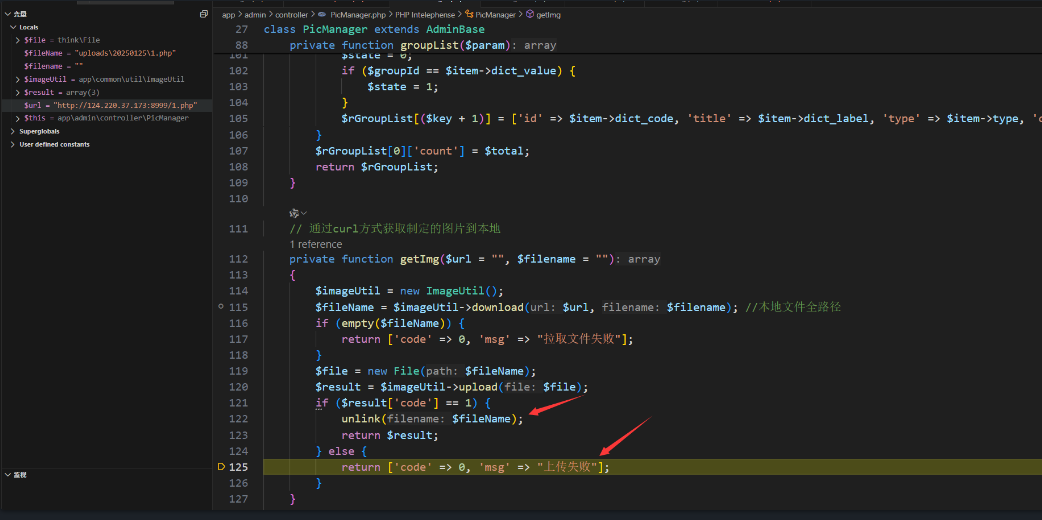 变量
Locals
$file = think\File
$fileName = "uploads\20250125\1.php"
$filename = ""
$imageUtil = app\common\util\ImageUtil
$result = array(3)
$url = "http://124.220.37.173:8999/1.php"
$this = app\admin\controller\PicManager
Superglobals
User defined constants
监视
app > admin > controller > PicManager.php > PHP Intelephense > PicManager > getImg
27 class PicManager extends AdminBase
88 private function groupList($param): array
101 $state = 0;
102 if ($groupId == $item->dict_value) {
103 $state = 1;
104 }
105 $rGroupList[($key + 1)] = ['id' => $item->dict_code, 'title' => $item->dict_label, 'type' => $item->type, 'c
106 }
107 $rGroupList[0]['count'] = $total;
108 return $rGroupList;
109 }
110
111 // 通过curl方式获取制定的图片到本地
1 reference
112 private function getImg($url = "", $filename = ""): array
113 {
114 $imageUtil = new ImageUtil();
115 $fileName = $imageUtil->download(url: $url, filename: $filename); //本地文件全路径
116 if (empty($fileName)) {
117 return ['code' => 0, 'msg' => "拉取文件失败"];
118 }
119 $file = new File(path: $fileName);
120 $result = $imageUtil->upload(file: $file);
121 if ($result['code'] == 1) {
122 unlink(filename: $fileName);
123 return $result;
124 } else {
125 return ['code' => 0, 'msg' => "上传失败"];
126 }
127 }